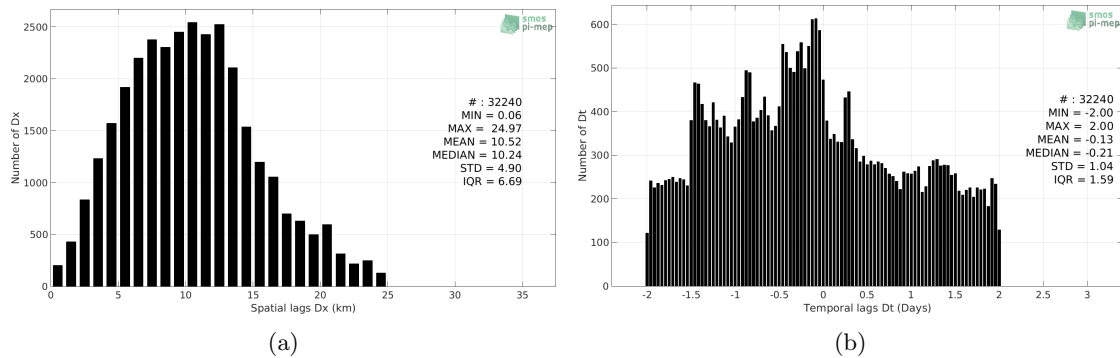 smos
pi-mep
2500
2000
1500
1000
500
0
Number of Dx
# : 32240
MIN = 0.06
MAX = 24.97
MEAN = 10.52
MEDIAN = 10.24
STD = 4.90
IQR = 6.69
0 5 10 15 20 25 30 35
Spatial lags Dx (km)
(a)
smos
pi-mep
600
500
400
300
200
100
0
Number of Dt
# : 32240
MIN = -2.00
MAX = 2.00
MEAN = -0.13
MEDIAN = -0.21
STD = 1.04
IQR = 1.59
-2 -1.5 -1 -0.5 0 0.5 1 1.5 2 2.5 3
Temporal lags Dt (Days)
(b)